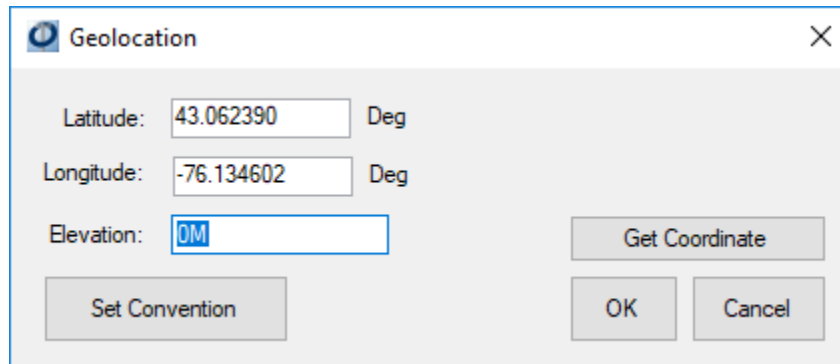 Geolocation
Latitude: 43.062390 Deg
Longitude: -76.134602 Deg
Elevation: 0M
Get Coordinate
Set Convention OK Cancel